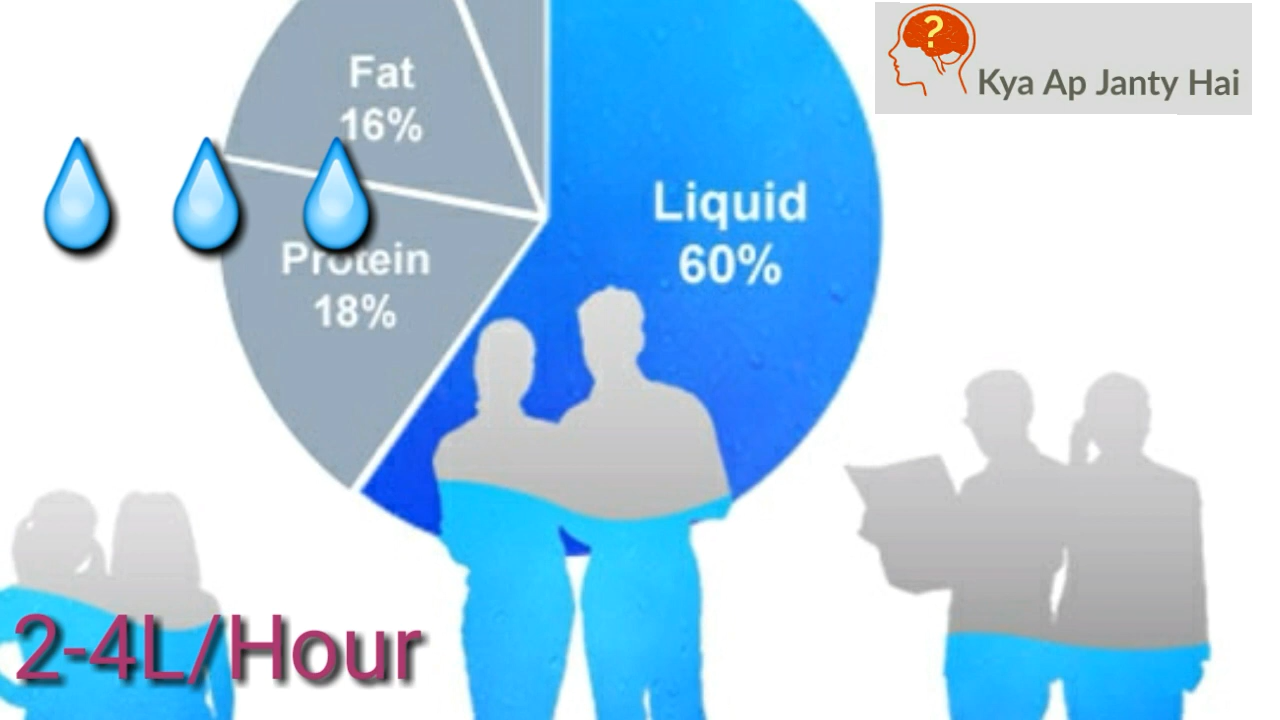 Kya Ap Janty Hai
Fat
16%
Liquid
60%
Protein
18%
2-4L/Hour